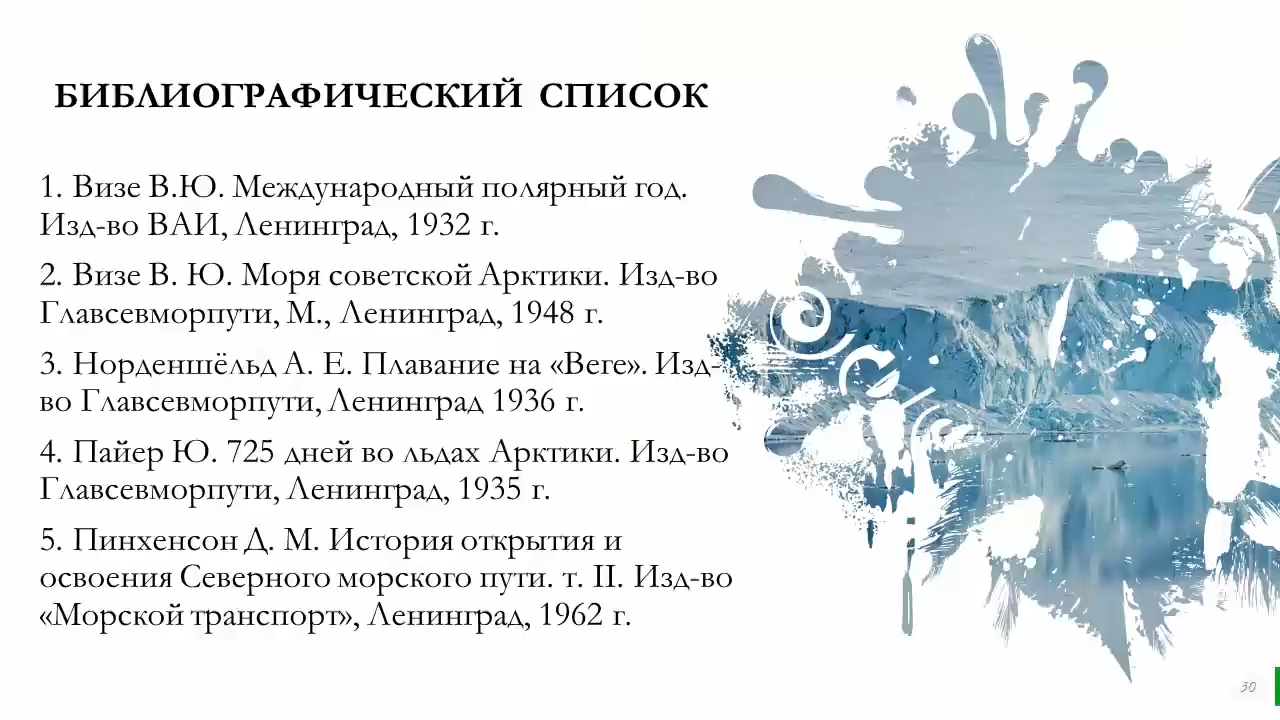 БИБЛИОГРАФИЧЕСКИЙ СПИСОК
1. Визе В.Ю. Международный полярный год.
Изд-во ВАИ, Ленинград, 1932 г.
2. Визе В. Ю. Моря советской Арктики. Изд-во
Главсевморпути, М., Ленинград, 1948 г.
3. Норденшёльд А. Е. Плавание на «Веге». Изд-
во Главсевморпути, Ленинград 1936 г.
4. Пайер Ю. 725 дней во льдах Арктики. Изд-во
Главсевморпути, Ленинград, 1935 г.
5. Пинхенсон Д. М. История открытия и
освоения Северного морского пути. т. II. Изд-во
«Морской транспорт», Ленинград, 1962 г.
30